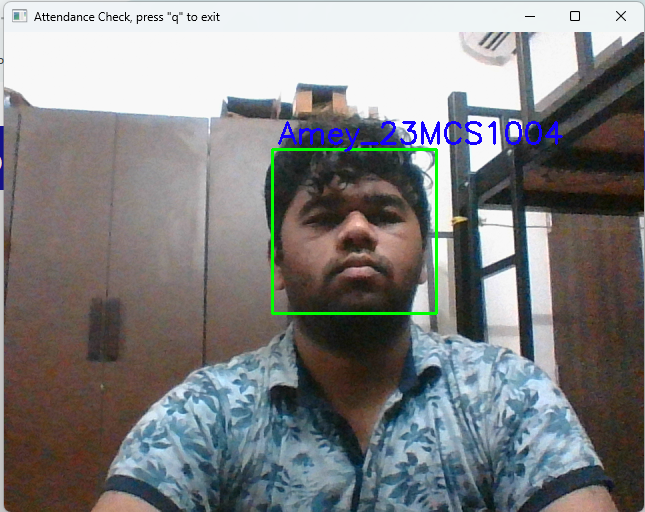 Attendance Check, press "q" to exit
Amey_23MCS1004